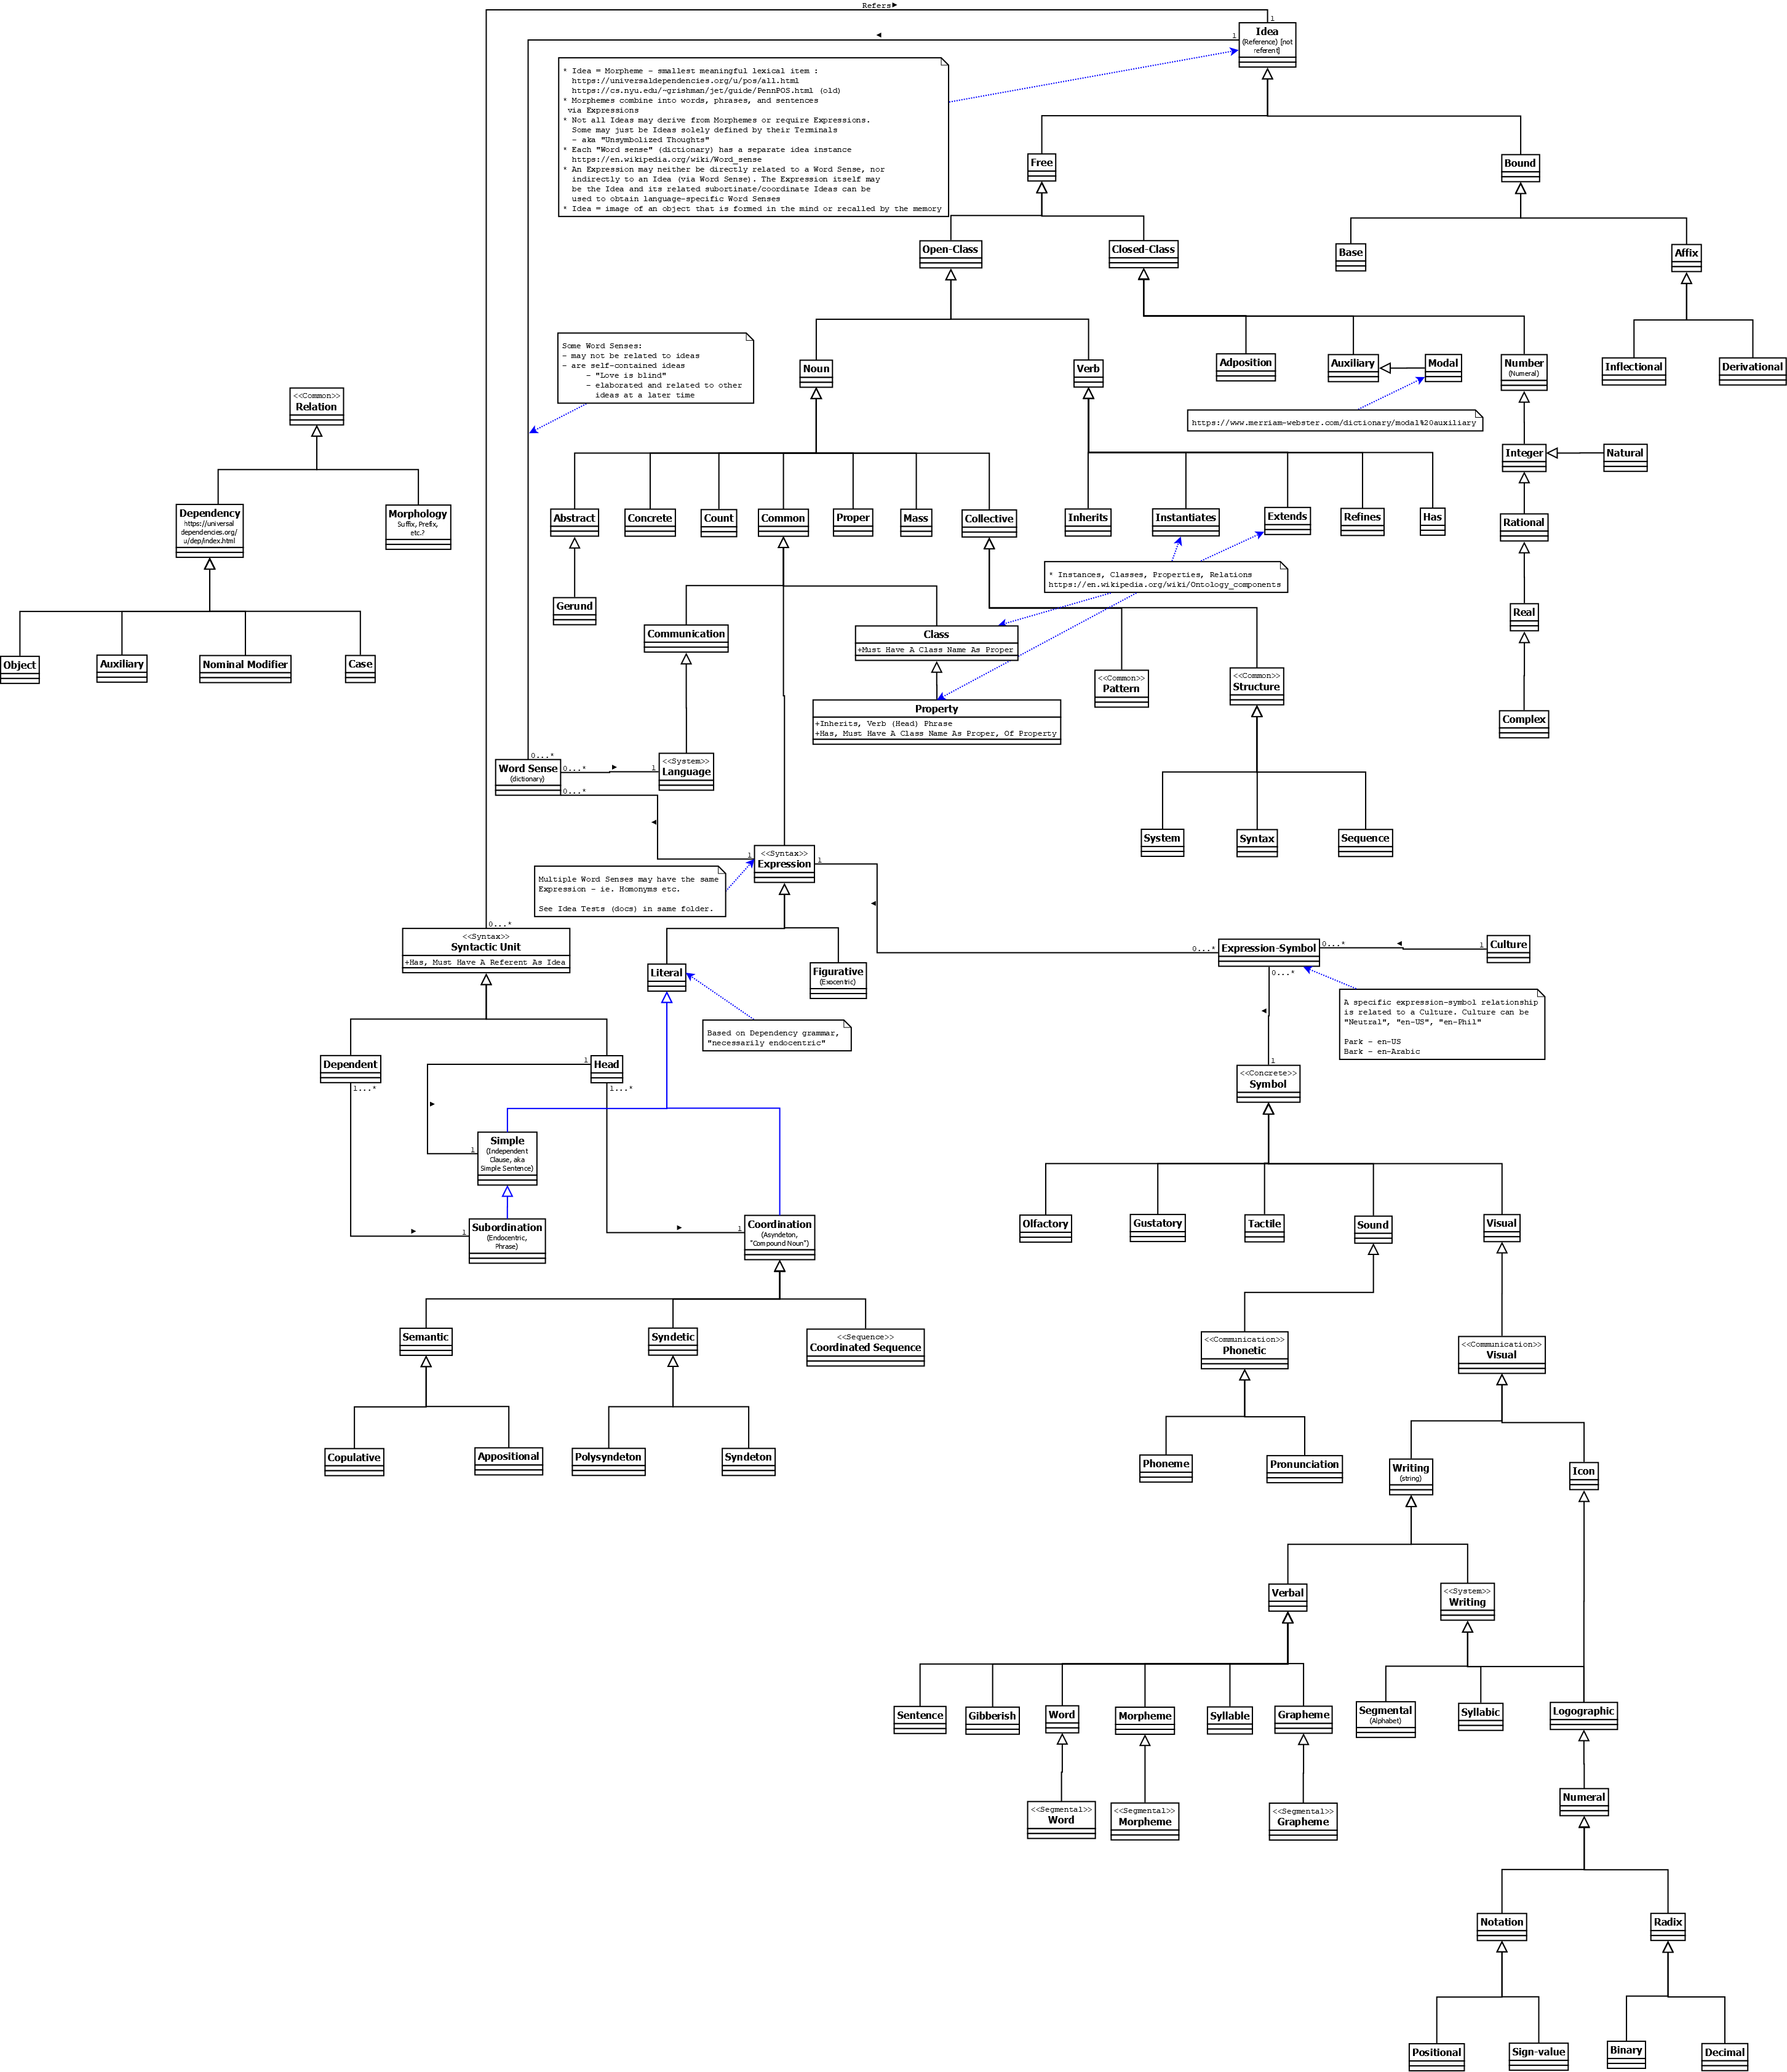 Refers►
1
Idea
(Reference) [not
referent]
1
◄
* Idea = Morpheme - smallest meaningful lexical item :
https://universaldependencies.org/u/pos/all.html
https://cs.nyu.edu/~grishman/jet/guide/PennPOS.html (old)
* Morphemes combine into words, phrases, and sentences
via Expressions
* Not all Ideas may derive from Morphemes or require Expressions.
Some may just be Ideas solely defined by their Terminals
- aka "Unsymbolized Thoughts"
* Each "Word sense" (dictionary) has a separate idea instance
https://en.wikipedia.org/wiki/Word_sense
* An Expression may neither be directly related to a Word Sense, nor
indirectly to an Idea (via Word Sense). The Expression itself may
be the Idea and its related subortinate/coordinate Ideas can be
used to obtain language-specific Word Senses
* Idea = image of an object that is formed in the mind or recalled by the memory
Free
Bound
Open-Class
Closed-Class
Base
Affix
Some Word Senses:
- may not be related to ideas
- are self-contained ideas
- "Love is blind"
- elaborated and related to other
ideas at a later time
Noun
Verb
Adposition
Auxiliary
Modal
Number
(Numeral)
Inflectional
Derivational
<<Common>>
Relation
https://www.merriam-webster.com/dictionary/modal%20auxiliary
Integer
Natural
Dependency
https://universal
dependencies.org/
u/dep/index.html
Morphology
Suffix, Prefix,
etc.?
Abstract
Concrete
Count
Common
Proper
Mass
Collective
Inherits
Instantiates
Extends
Refines
Has
Rational
* Instances, Classes, Properties, Relations
https://en.wikipedia.org/wiki/Ontology_components
Gerund
Real
Communication
Class
+Must Have A Class Name As Proper
Object
Auxiliary
Nominal Modifier
Case
<<Common>>
Pattern
<<Common>>
Structure
Property
+Inherits, Verb (Head) Phrase
+Has, Must Have A Class Name As Proper, Of Property
Complex
0...*
Word Sense
(dictionary)
0...*
►
1
<<System>>
Language
0...*
◄
System
Syntax
Sequence
1
<<Syntax>>
Expression
1
Multiple Word Senses may have the same
Expression - ie. Homonyms etc.
See Idea Tests (docs) in same folder.
◄
0...*
<<Syntax>>
Syntactic Unit
+Has, Must Have A Referent As Idea
0...*
Expression-Symbol
0...*
◄
1
Culture
Literal
Figurative
(Exocentric)
0...*
A specific expression-symbol relationship
is related to a Culture. Culture can be
"Neutral", "en-US", "en-Phil"
Park - en-US
Bark - en-Arabic
◄
Based on Dependency grammar,
"necessarily endocentric"
Dependent
1...*
1
Head
1...*
1
<<Concrete>>
Symbol
►
Simple
(Independent
Clause, aka
Simple Sentence)
1
Subordination
(Endocentric,
Phrase)
►
1
►
1
Coordination
(Asyndeton,
"Compound Noun")
Olfactory
Gustatory
Tactile
Sound
Visual
Semantic
Syndetic
<<Sequence>>
Coordinated Sequence
<<Communication>>
Phonetic
<<Communication>>
Visual
Copulative
Appositional
Polysyndeton
Syndeton
Phoneme
Pronunciation
Writing
(string)
Icon
Verbal
<<System>>
Writing
Sentence
Gibberish
Word
Morpheme
Syllable
Grapheme
Segmental
(Alphabet)
Syllabic
Logographic
<<Segmental>>
Word
<<Segmental>>
Morpheme
<<Segmental>>
Grapheme
Numeral
Notation
Radix
Positional
Sign-value
Binary
Decimal